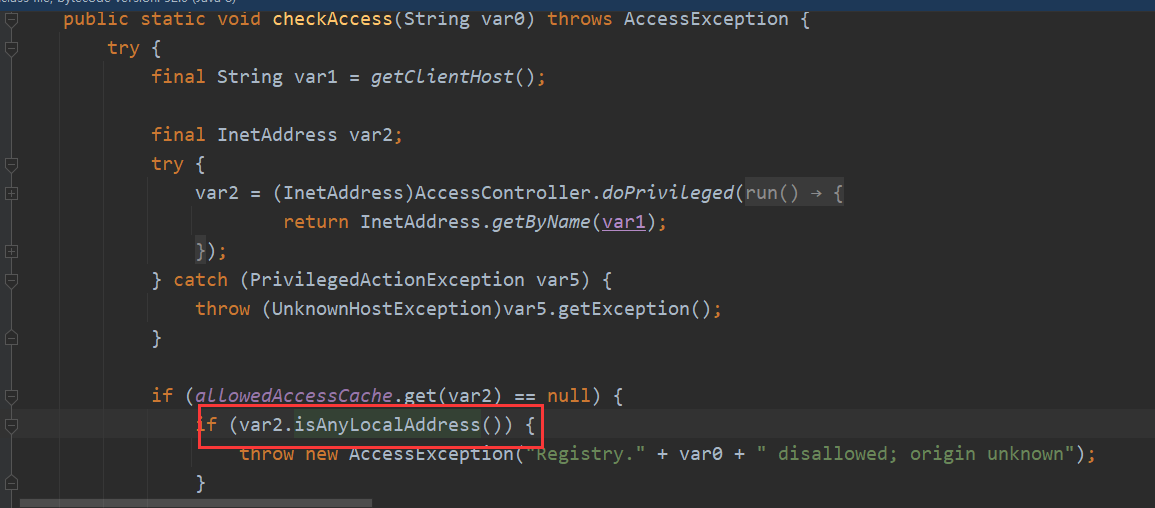 public static void checkAccess(String var0) throws AccessException {
try {
final String var1 = getClientHost();
final InetAddress var2;
try {
var2 = (InetAddress)AccessController.doPrivileged(run() → {
return InetAddress.getByName(var1);
});
} catch (PrivilegedActionException var5) {
throw (UnknownHostException)var5.getException();
}
if (allowedAccessCache.get(var2) == null) {
if (var2.isAnyLocalAddress()) {
throw new AccessException("Registry." + var0 + " disallowed; origin unknown");
}